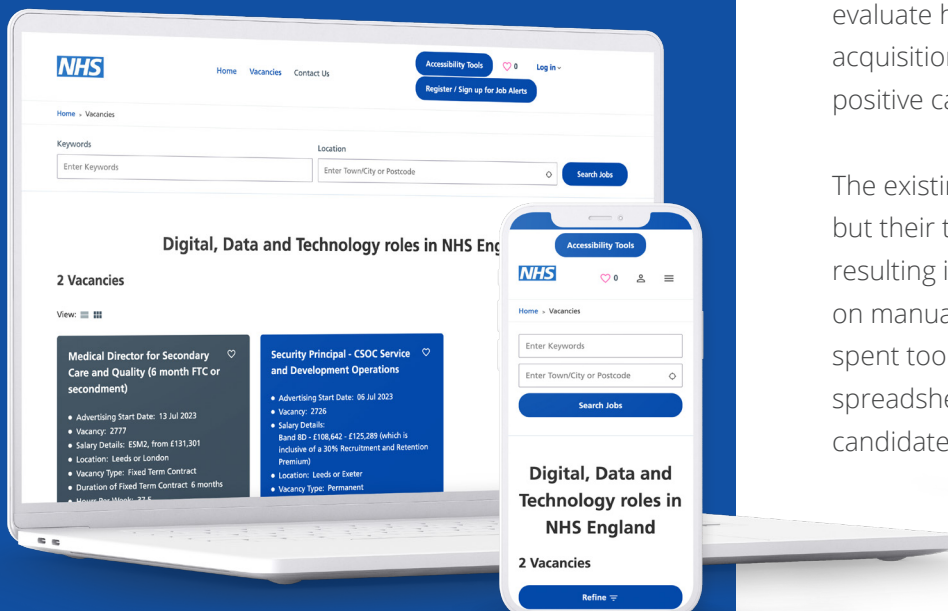 NHS
Home Vacancies Contact Us
Accessibility Tools
0
Log in
Register / Sign up for Job Alerts
Home > Vacancies
Keywords
Enter Keywords
Location
Enter Town/City or Postcode
Search Jobs
Digital, Data and Technology roles in NHS Eng
2 Vacancies
View:
Medical Director for Secondary
Care and Quality (6 month FTC or
secondment)
• Advertising Start Date: 13 Jul 2023
• Vacancy: 2777
• Salary Details: ESM2, from £131,301
• Location: Leeds or London
• Vacancy Type: Fixed Term Contract
• Duration of Fixed Term Contract 6 months
• Hours Per Week: 37.5
Security Principal - CSOC Service
and Development Operations
• Advertising Start Date: 06 Jul 2023
• Vacancy: 2726
• Salary Details:
Band 8D - £108,642 - £125,289 (which is
inclusive of a 30% Recruitment and Retention
Premium)
• Location: Leeds or Exeter
• Vacancy Type: Permanent
Accessibility Tools
NHS
0
Home > Vacancies
Enter Keywords
Enter Town/City or Postcode
Search Jobs
Digital, Data and
Technology roles in
NHS England
2 Vacancies
Refine
evaluate
acquisition
positive ca
The existin
but their t
resulting i
on manua
spent too
spreadshe
candidate